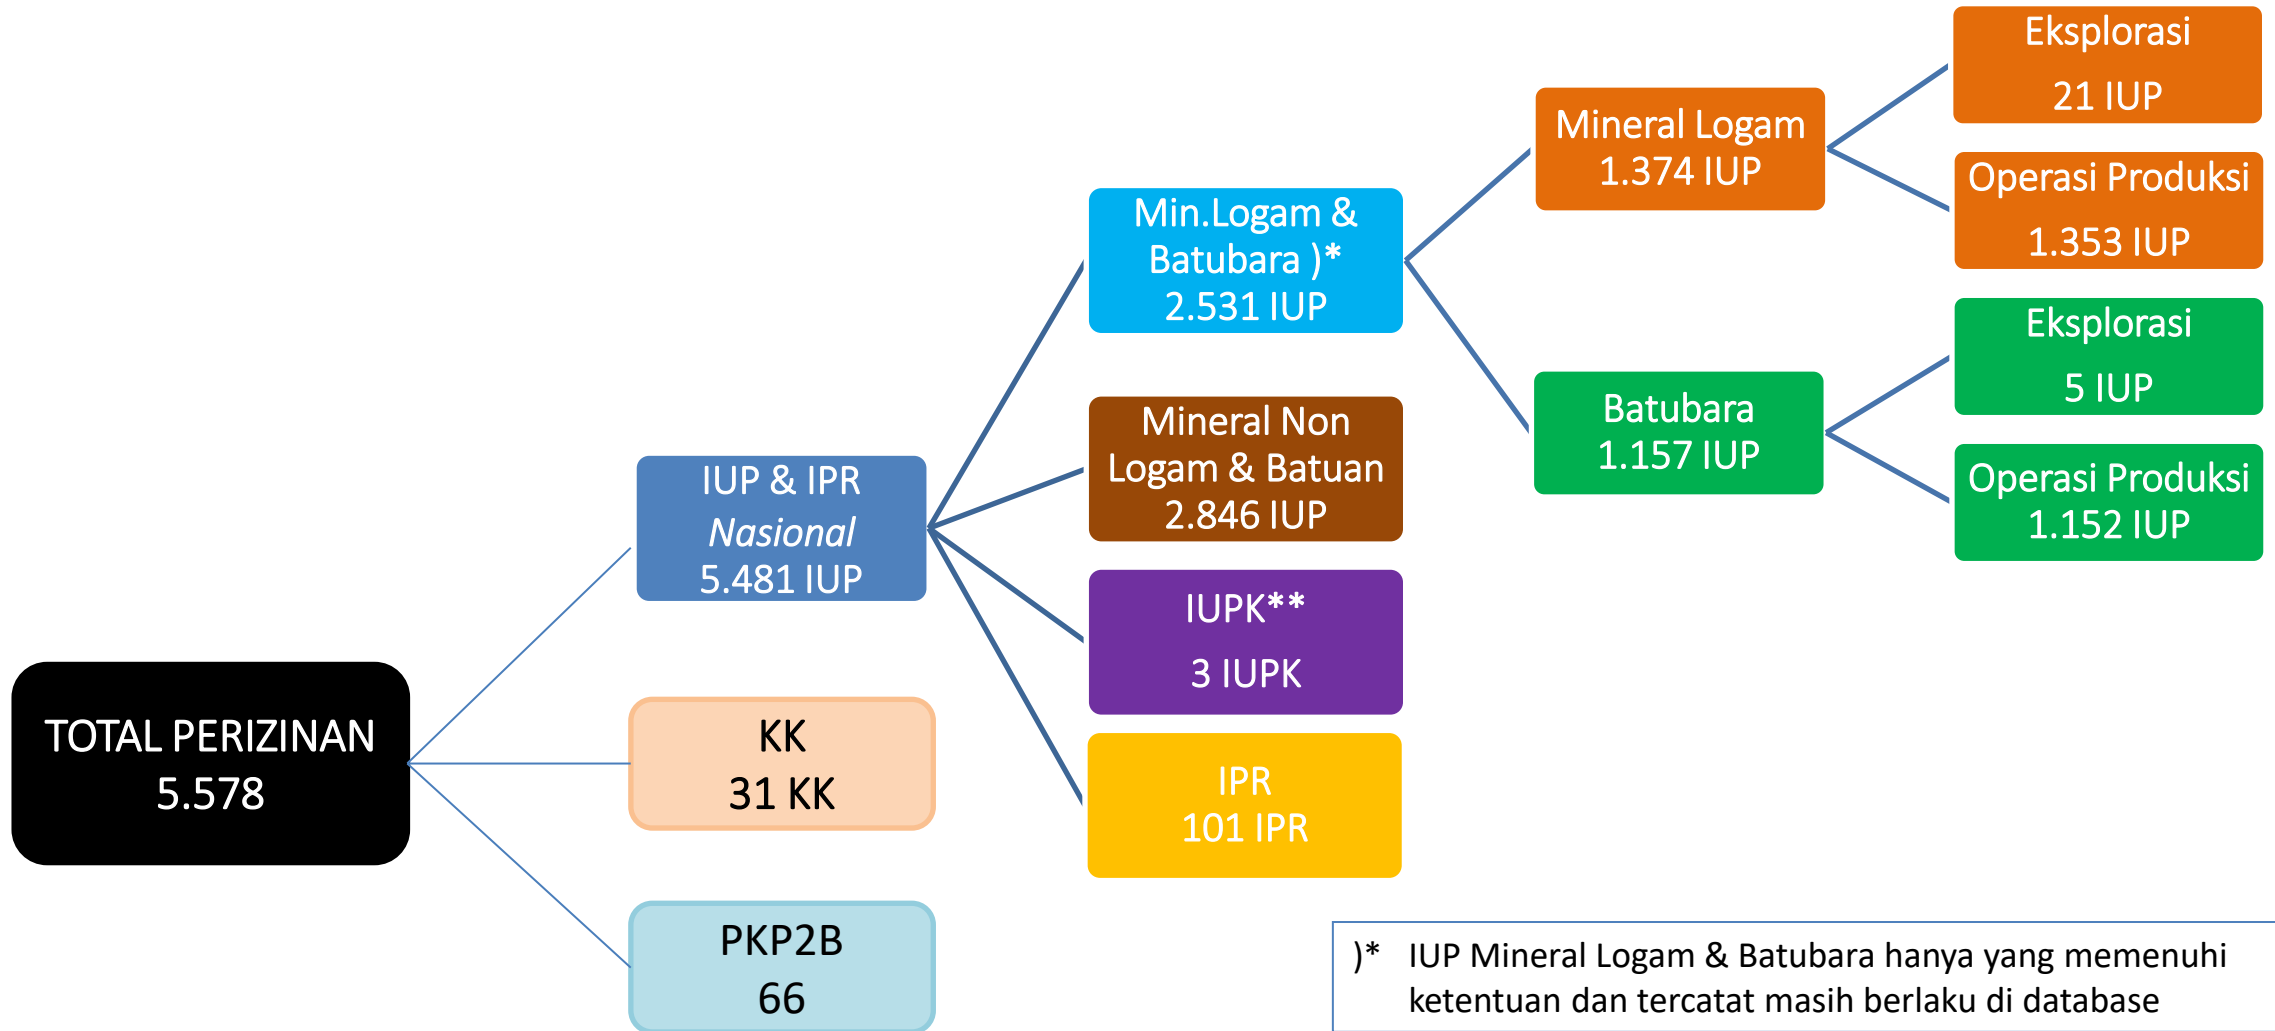 TOTAL PERIZINAN
5.578
IUP & IPR
Nasional
5.481 IUP
KK
31 KK
PKP2B
66
Min.Logam &
Batubara )*
2.531 IUP
Mineral Non
Logam & Batuan
2.846 IUP
IUPK**
3 IUPK
IPR
101 IPR
Mineral Logam
1.374 IUP
Batubara
1.157 IUP
Eksplorasi
21 IUP
Operasi Produksi
1.353 IUP
Eksplorasi
5 IUP
Operasi Produksi
1.152 IUP
)* IUP Mineral Logam & Batubara hanya yang memenuhi
ketentuan dan tercatat masih berlaku di database